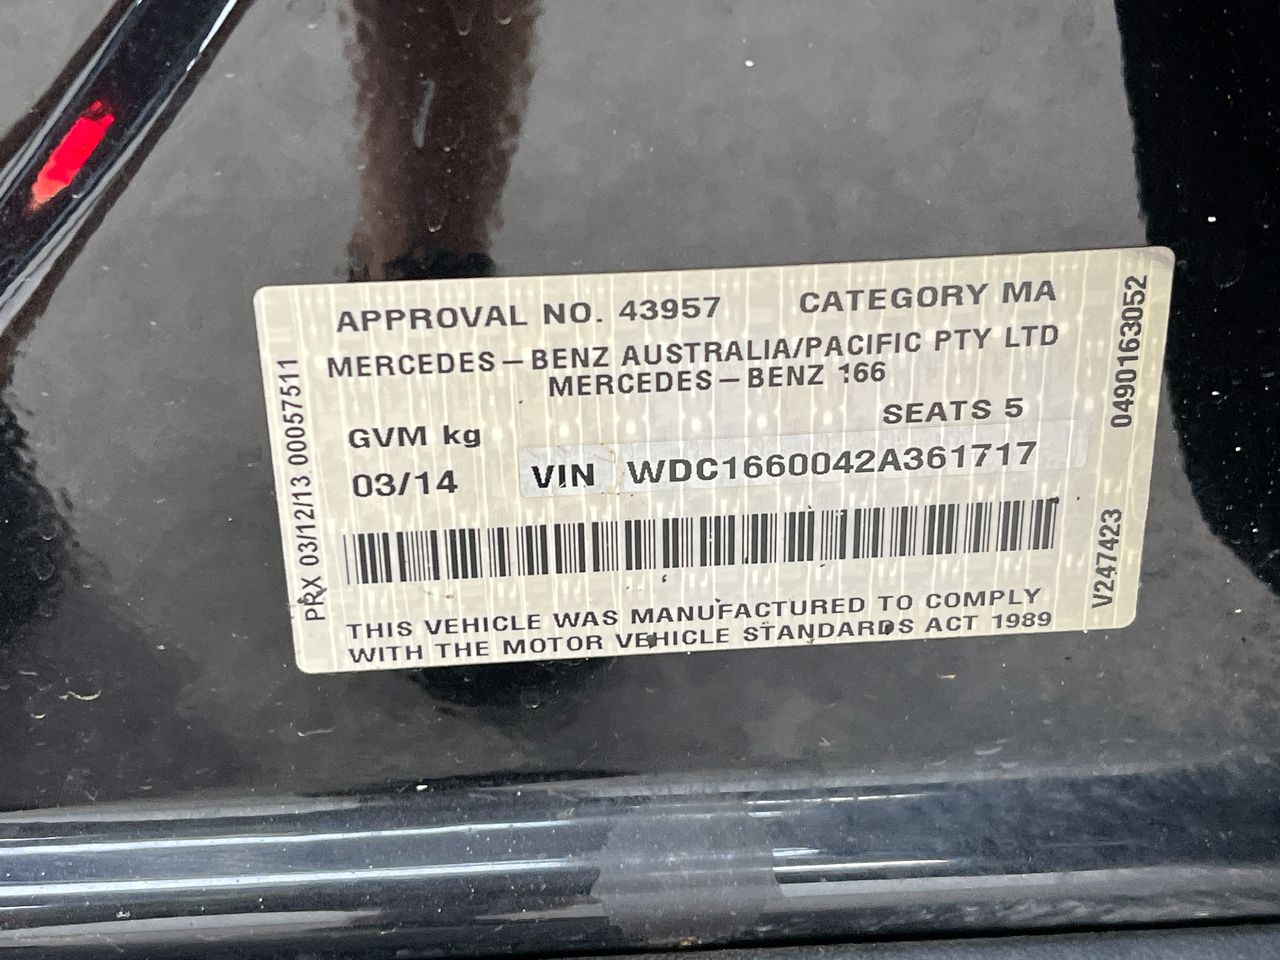 APPROVAL NO. 43957 CATEGORY MA
MERCEDES-BENZ AUSTRALIA/PACIFIC PTY LTD
MERCEDES-BENZ 166
SEATS 5
GVM kg
03/14 VIN WDC1660042A361717
THIS VEHICLE WAS MANUFACTURED TO COMPLY
WITH THE MOTOR VEHICLE STANDARDS ACT 1989
PRX 03/12/13 00057511
0490163052
V247423